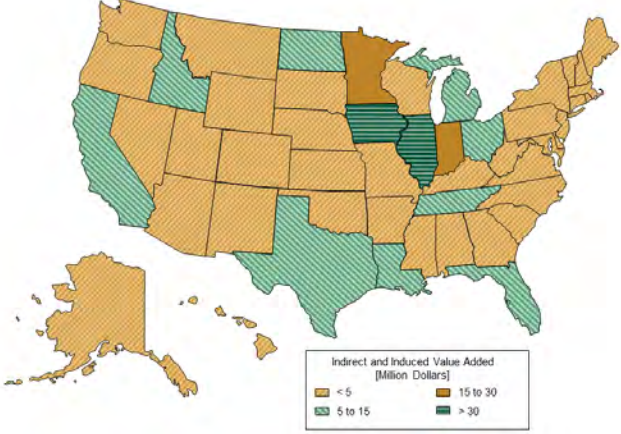 Indirect and Induced Value Added
[Million Dollars]
< 5 15 to 30
5 to 15 > 30